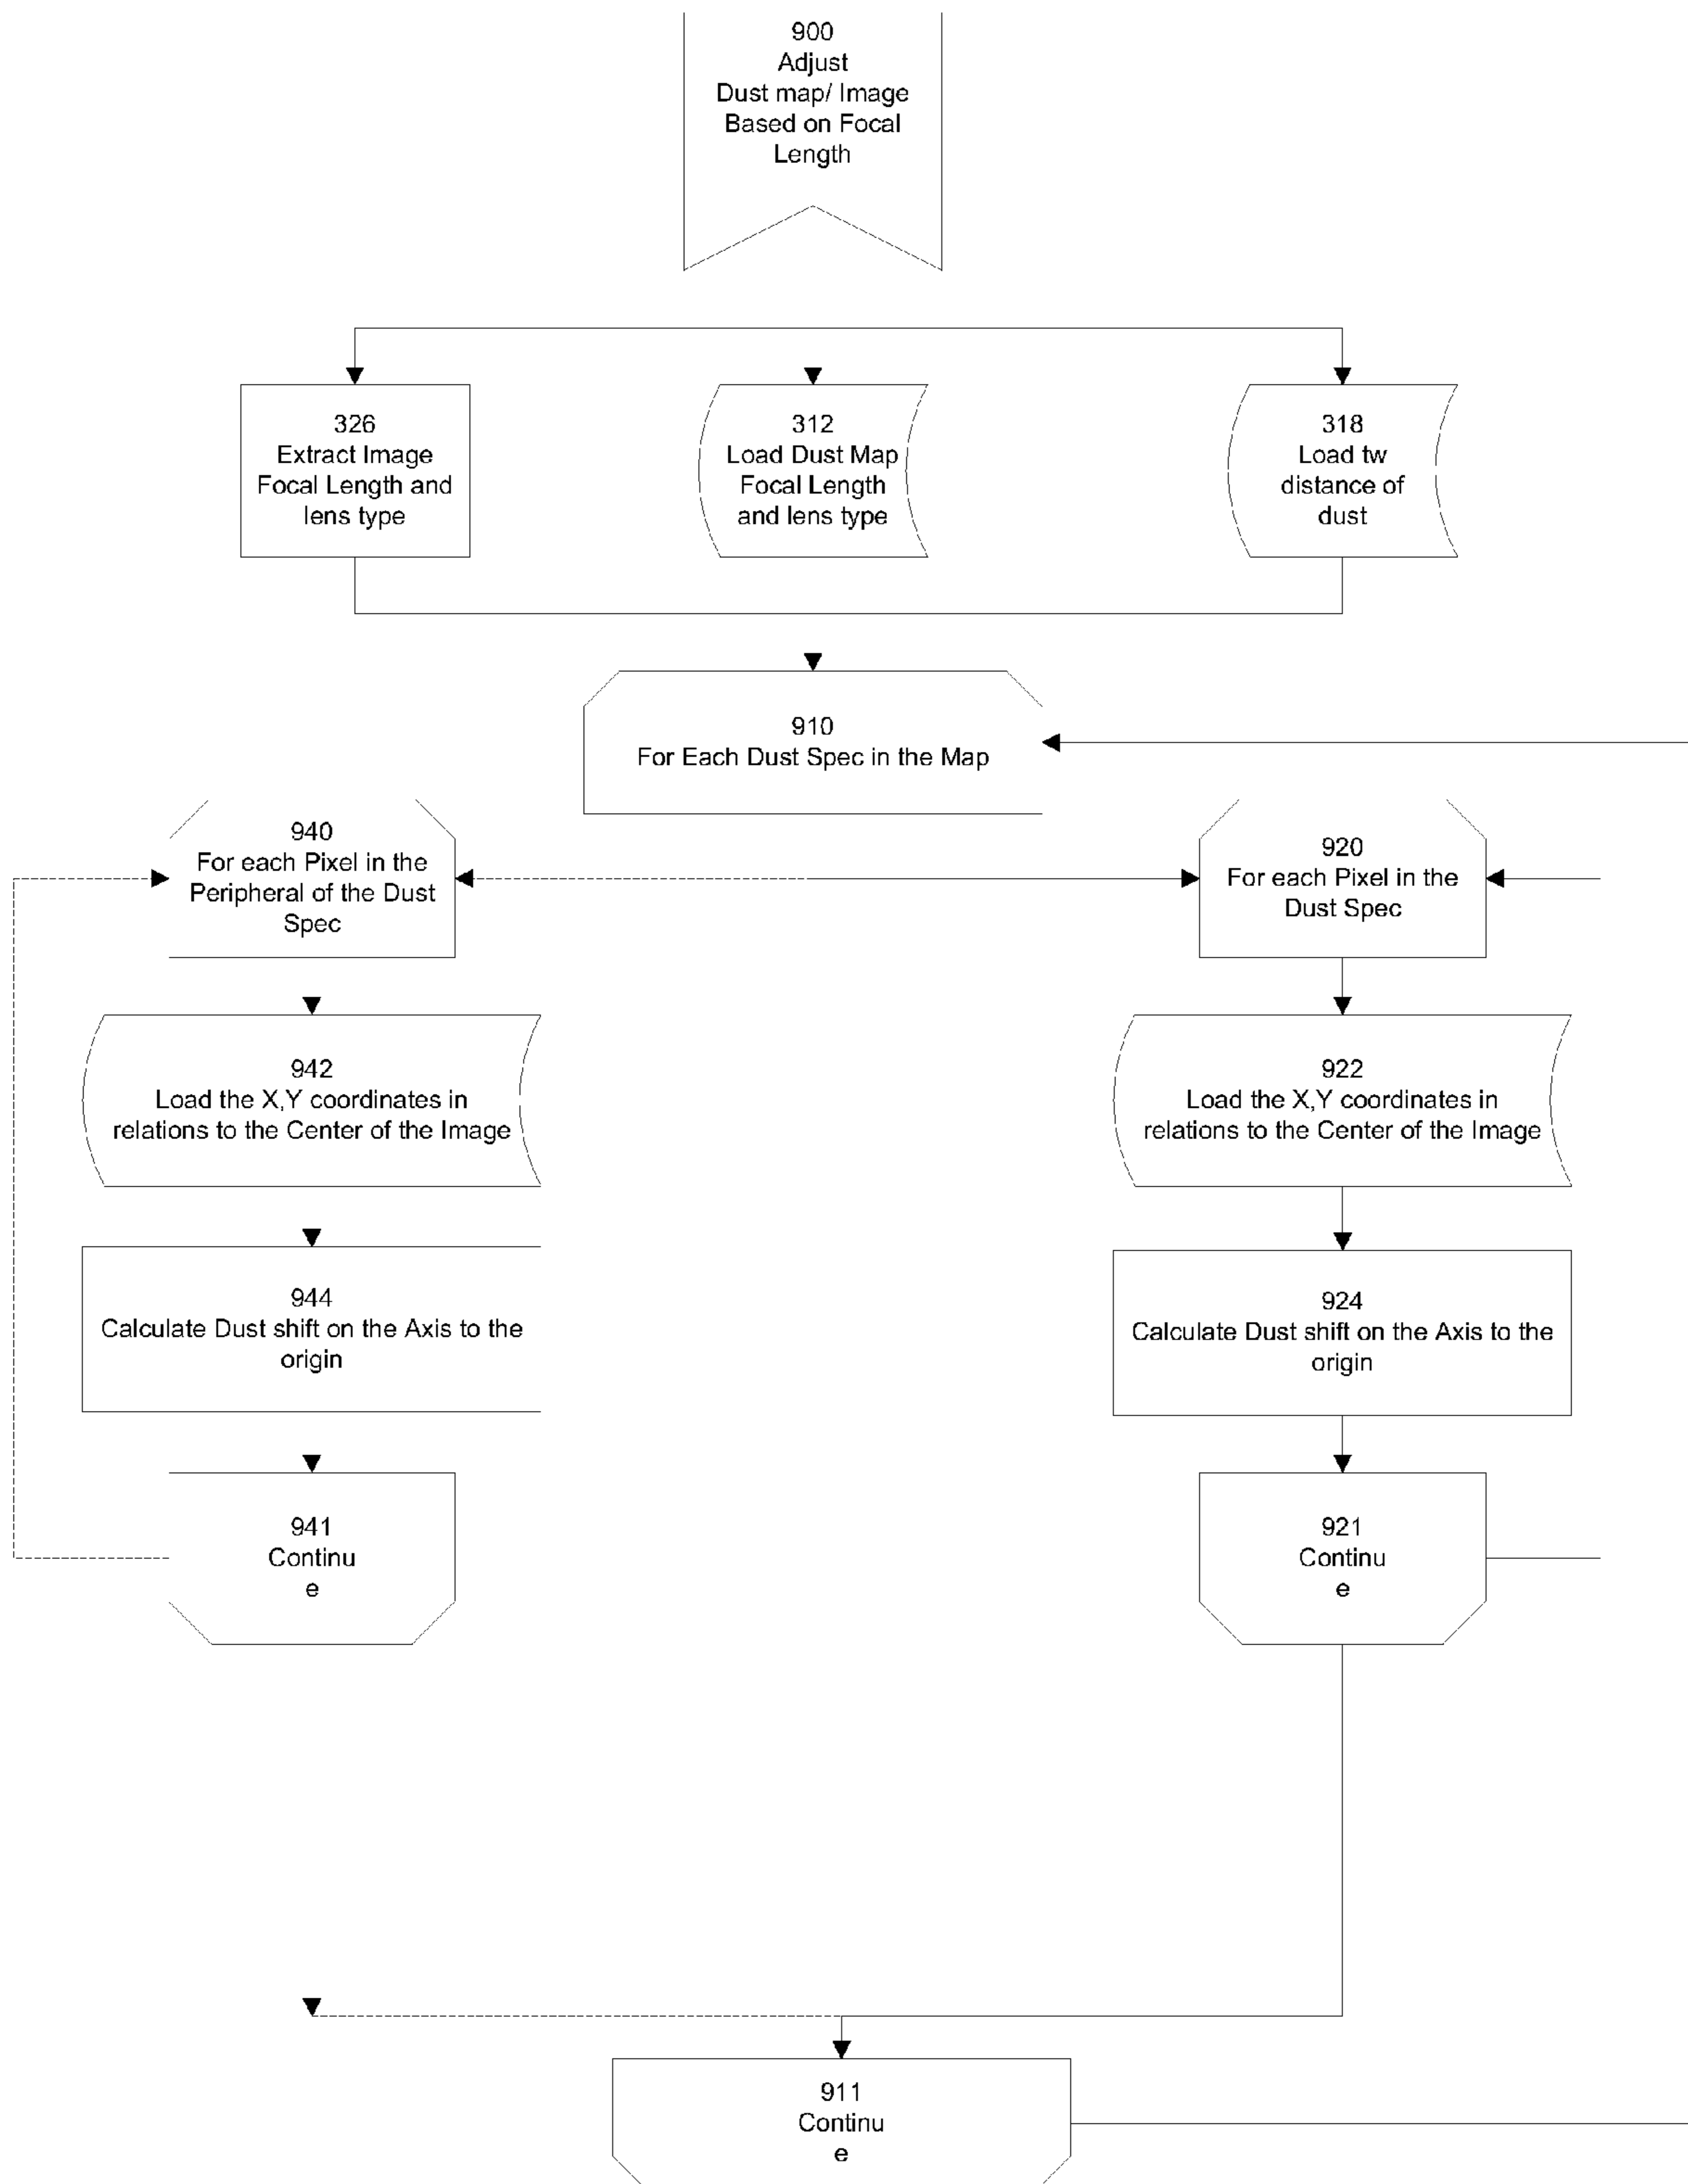 900
Adjust
Dust map/ Image
Based on Focal
Length
326
Extract Image
Focal Length and
lens type
312
Load Dust Map
Focal Length
and lens type
318
Load tw
distance of
dust
910
For Each Dust Spec in the Map
940
For each Pixel in the
Peripheral of the Dust
Spec
920
For each Pixel in the
Dust Spec
942
Load the X,Y coordinates in
relations to the Center of the Image
922
Load the X,Y coordinates in
relations to the Center of the Image
944
Calculate Dust shift on the Axis to the
origin
924
Calculate Dust shift on the Axis to the
origin
941
Continu
e
921
Continu
e
911
Continu
e